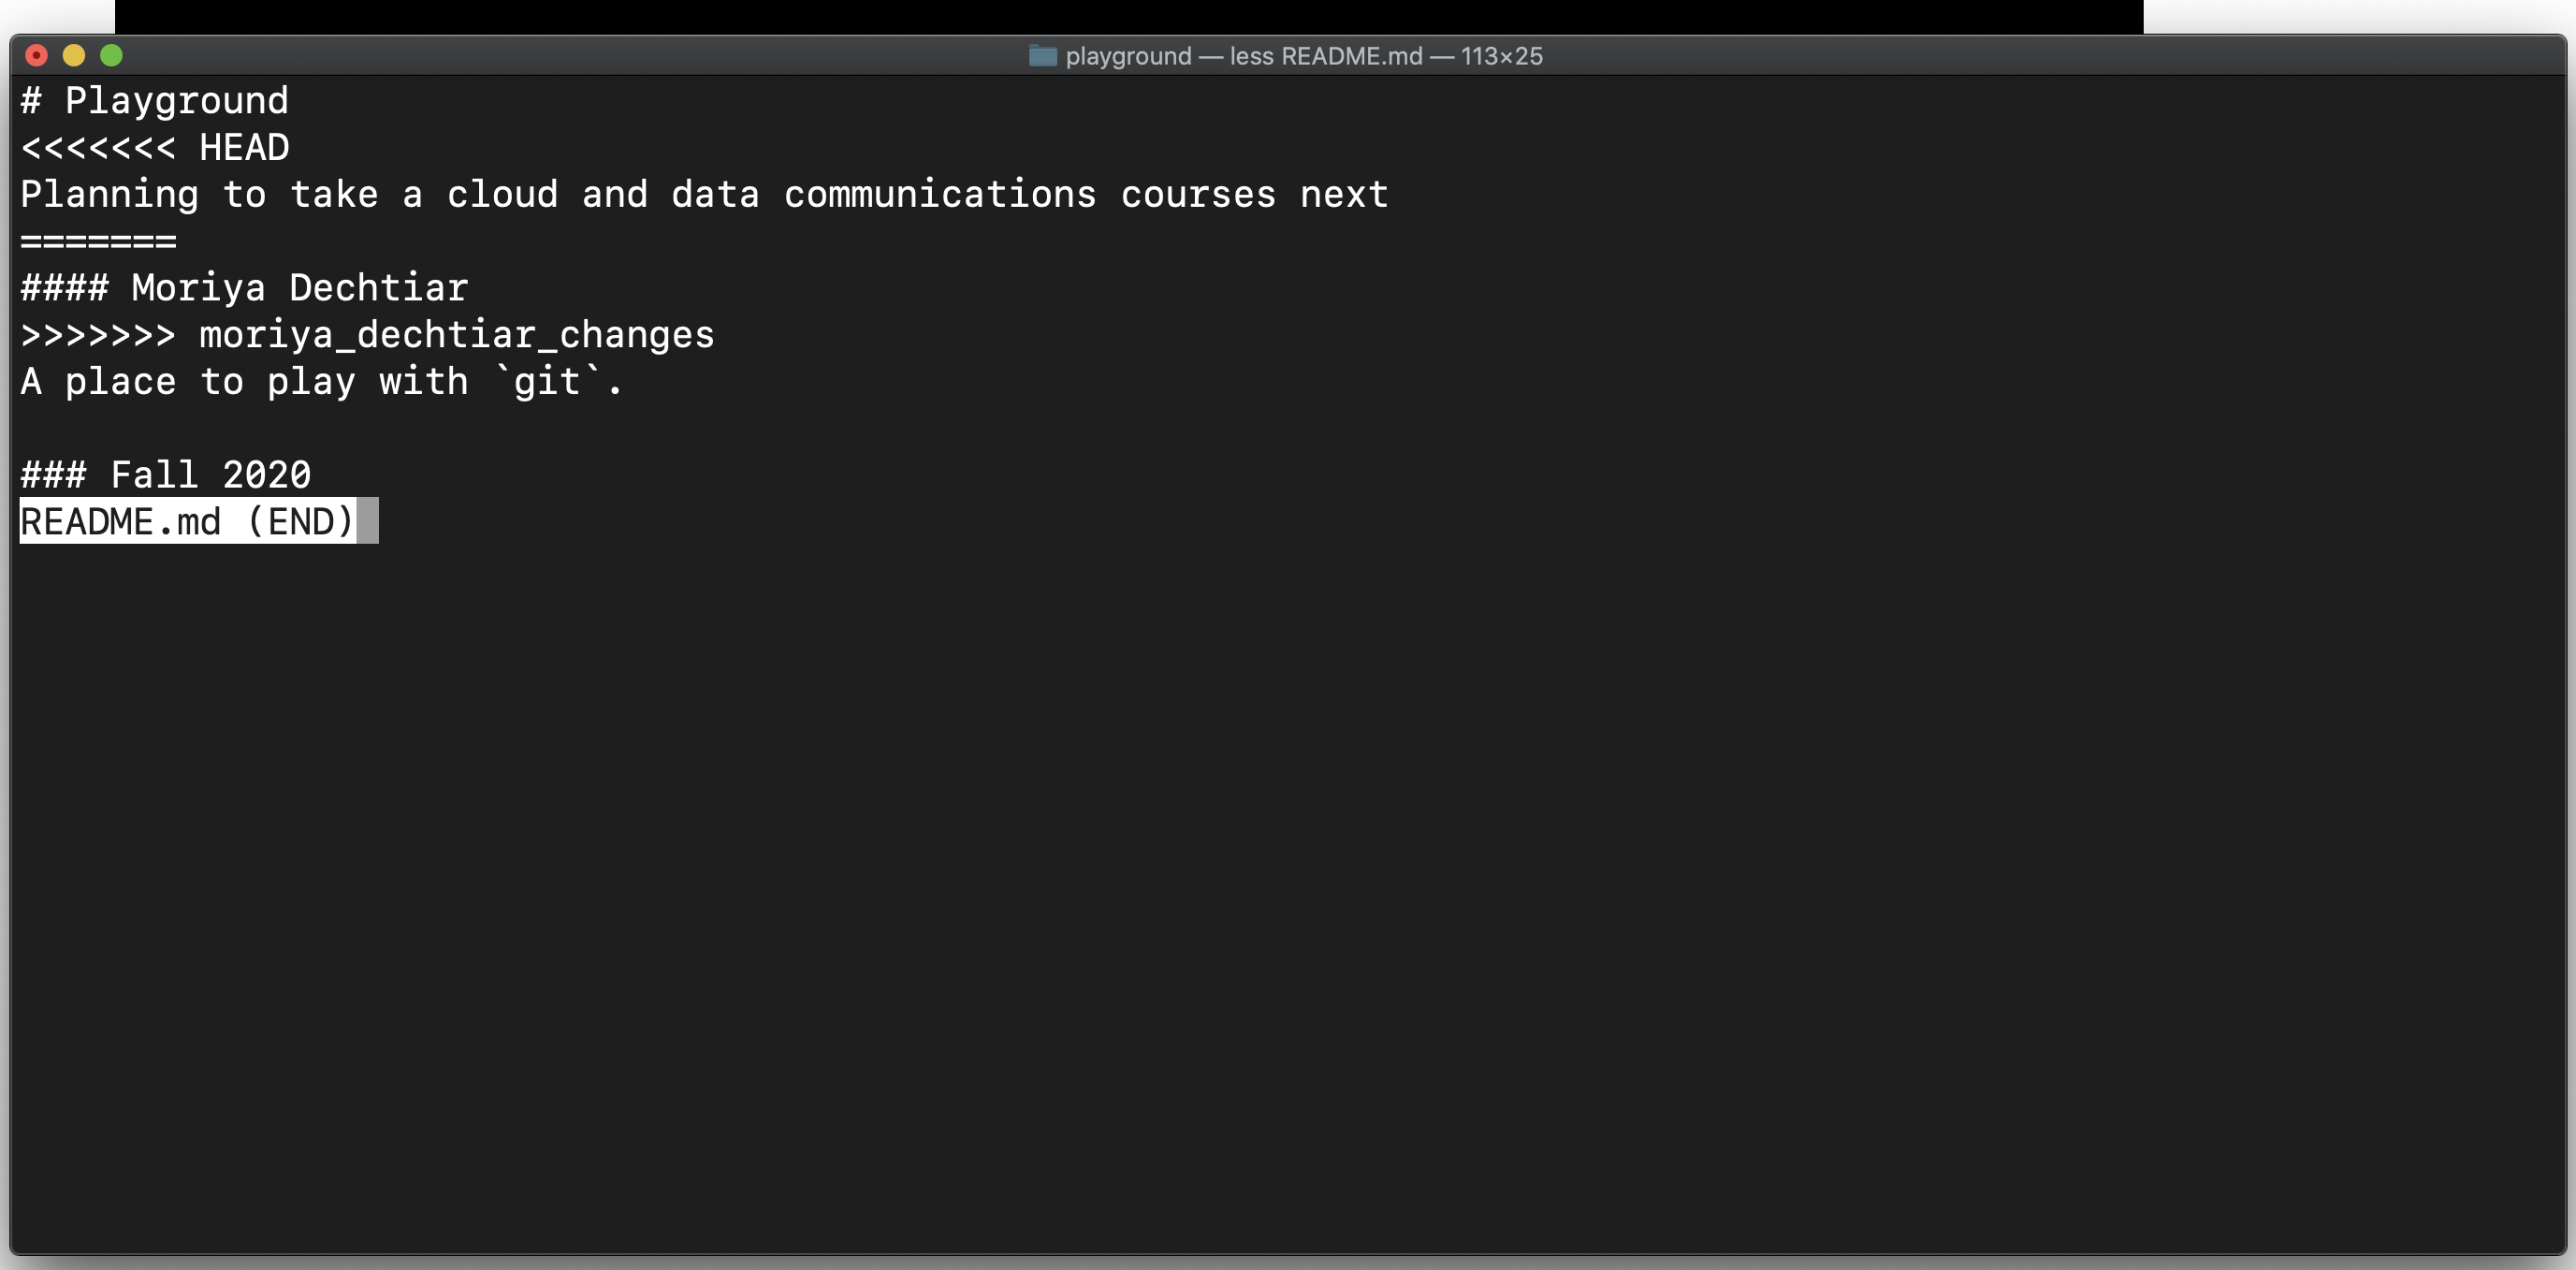 playground — less README.md — 113×25
# Playground
<<<<<<< HEAD
Planning to take a cloud and data communications courses next
=======
#### Moriya Dechtiar
>>>>>>> moriya_dechtiar_changes
A place to play with `git`.
### Fall 2020
README.md (END)